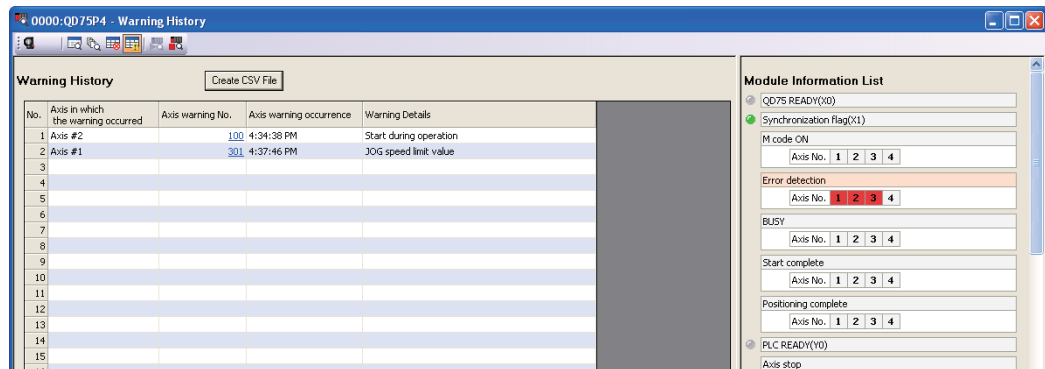 0000:QD75P4 - Warning History
Warning History
Create CSV File
No.
Axis in which
the warning occurred
Axis warning No.
Axis warning occurrence
Warning Details
1 Axis #2 100 4:34:38 PM Start during operation
2 Axis #1 301 4:37:46 PM JOG speed limit value
3
4
5
6
7
8
9
10
11
12
13
14
15
Module Information List
QD75 READY(X0)
Synchronization flag(X1)
M code ON
Axis No. 1 2 3 4
Error detection
Axis No. 1 2 3 4
BUSY
Axis No. 1 2 3 4
Start complete
Axis No. 1 2 3 4
Positioning complete
Axis No. 1 2 3 4
PLC READY(Y0)
Axis stop